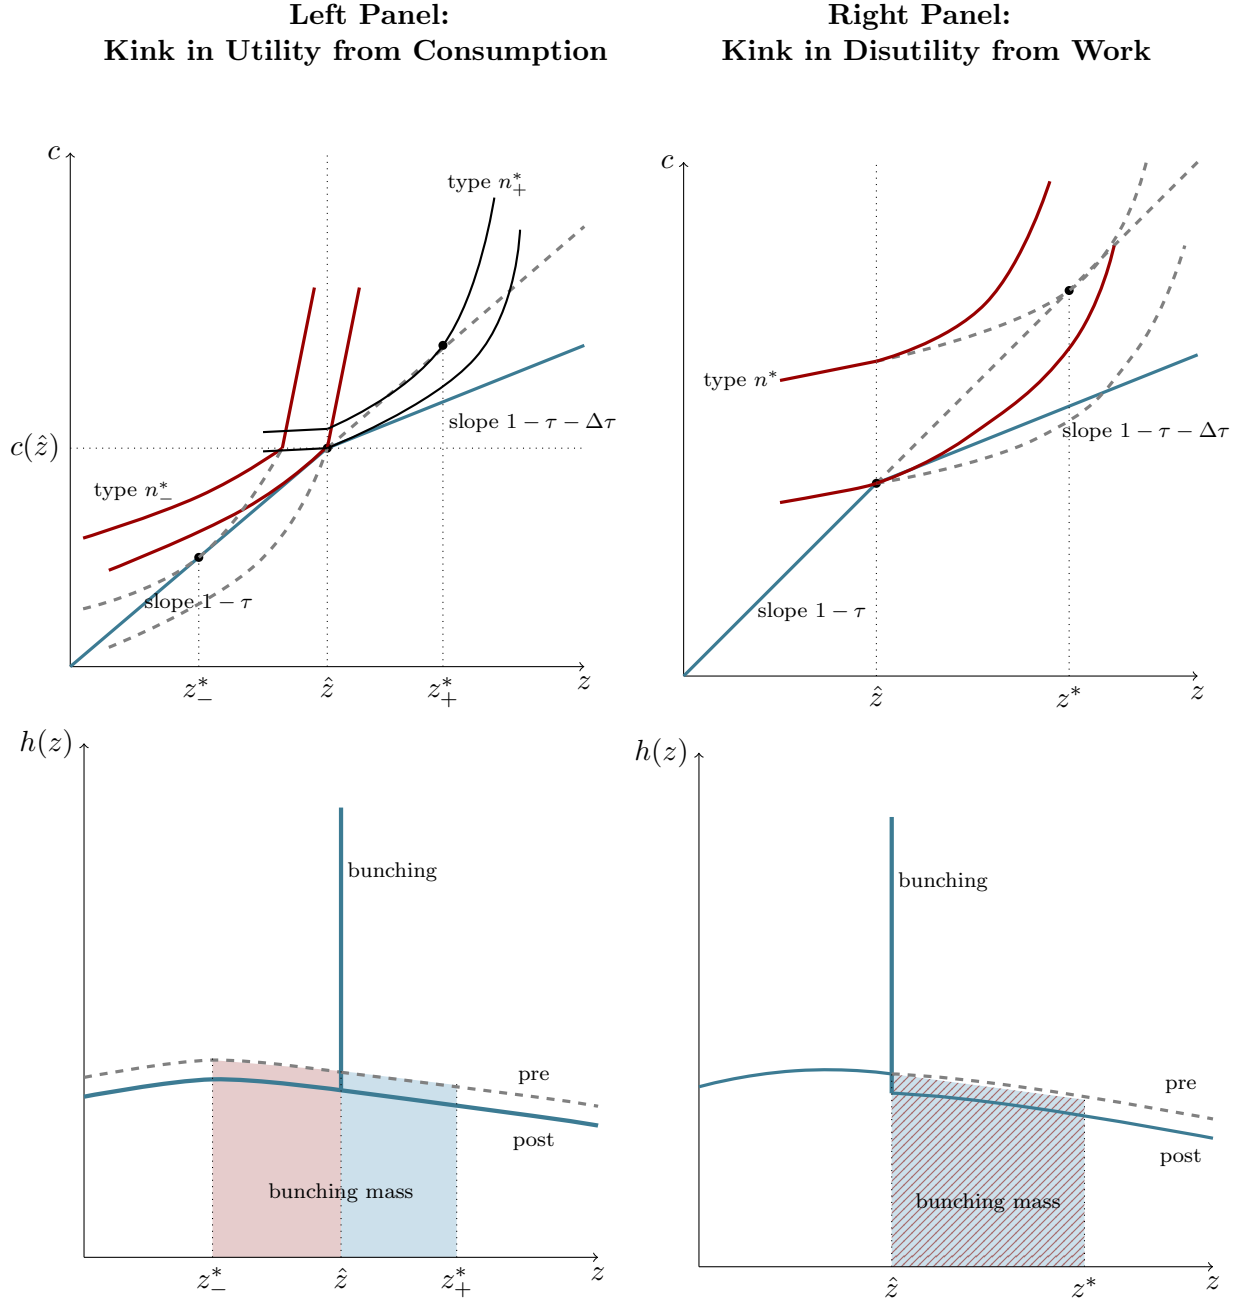 Left Panel:
Kink in Utility from Consumption
c
type n₊*
slope 1 − τ − Δτ
c(ẑ)
type n₋*
slope 1 − τ
z₋*
ẑ
z₊*
z
Right Panel:
Kink in Disutility from Work
c
type n*
slope 1 − τ − Δτ
slope 1 − τ
ẑ
z*
z
h(z)
bunching
pre
post
bunching mass
z₋*
ẑ
z₊*
z
h(z)
bunching
pre
post
bunching mass
ẑ
z*
z